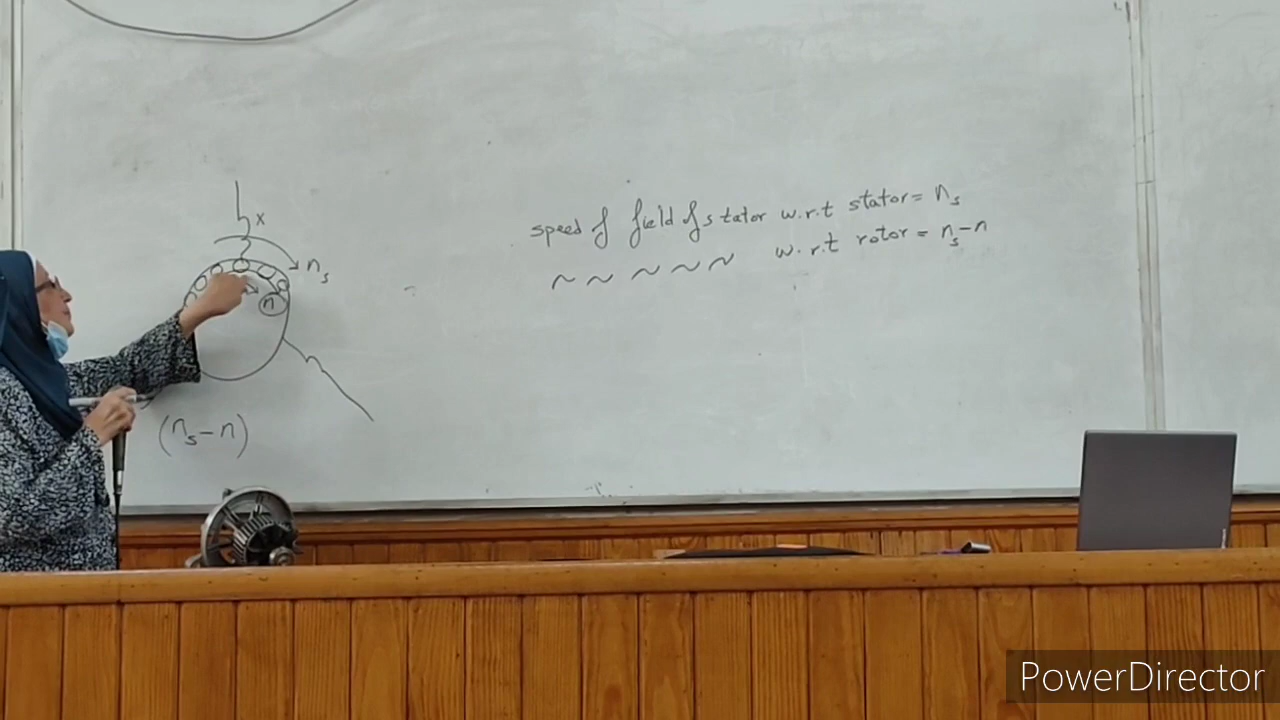 speed of field of stator w.r.t stator = ns
~ ~ ~ ~ ~ w.r.t rotor = ns-n
x
ns
n
(ns-n)
PowerDirector